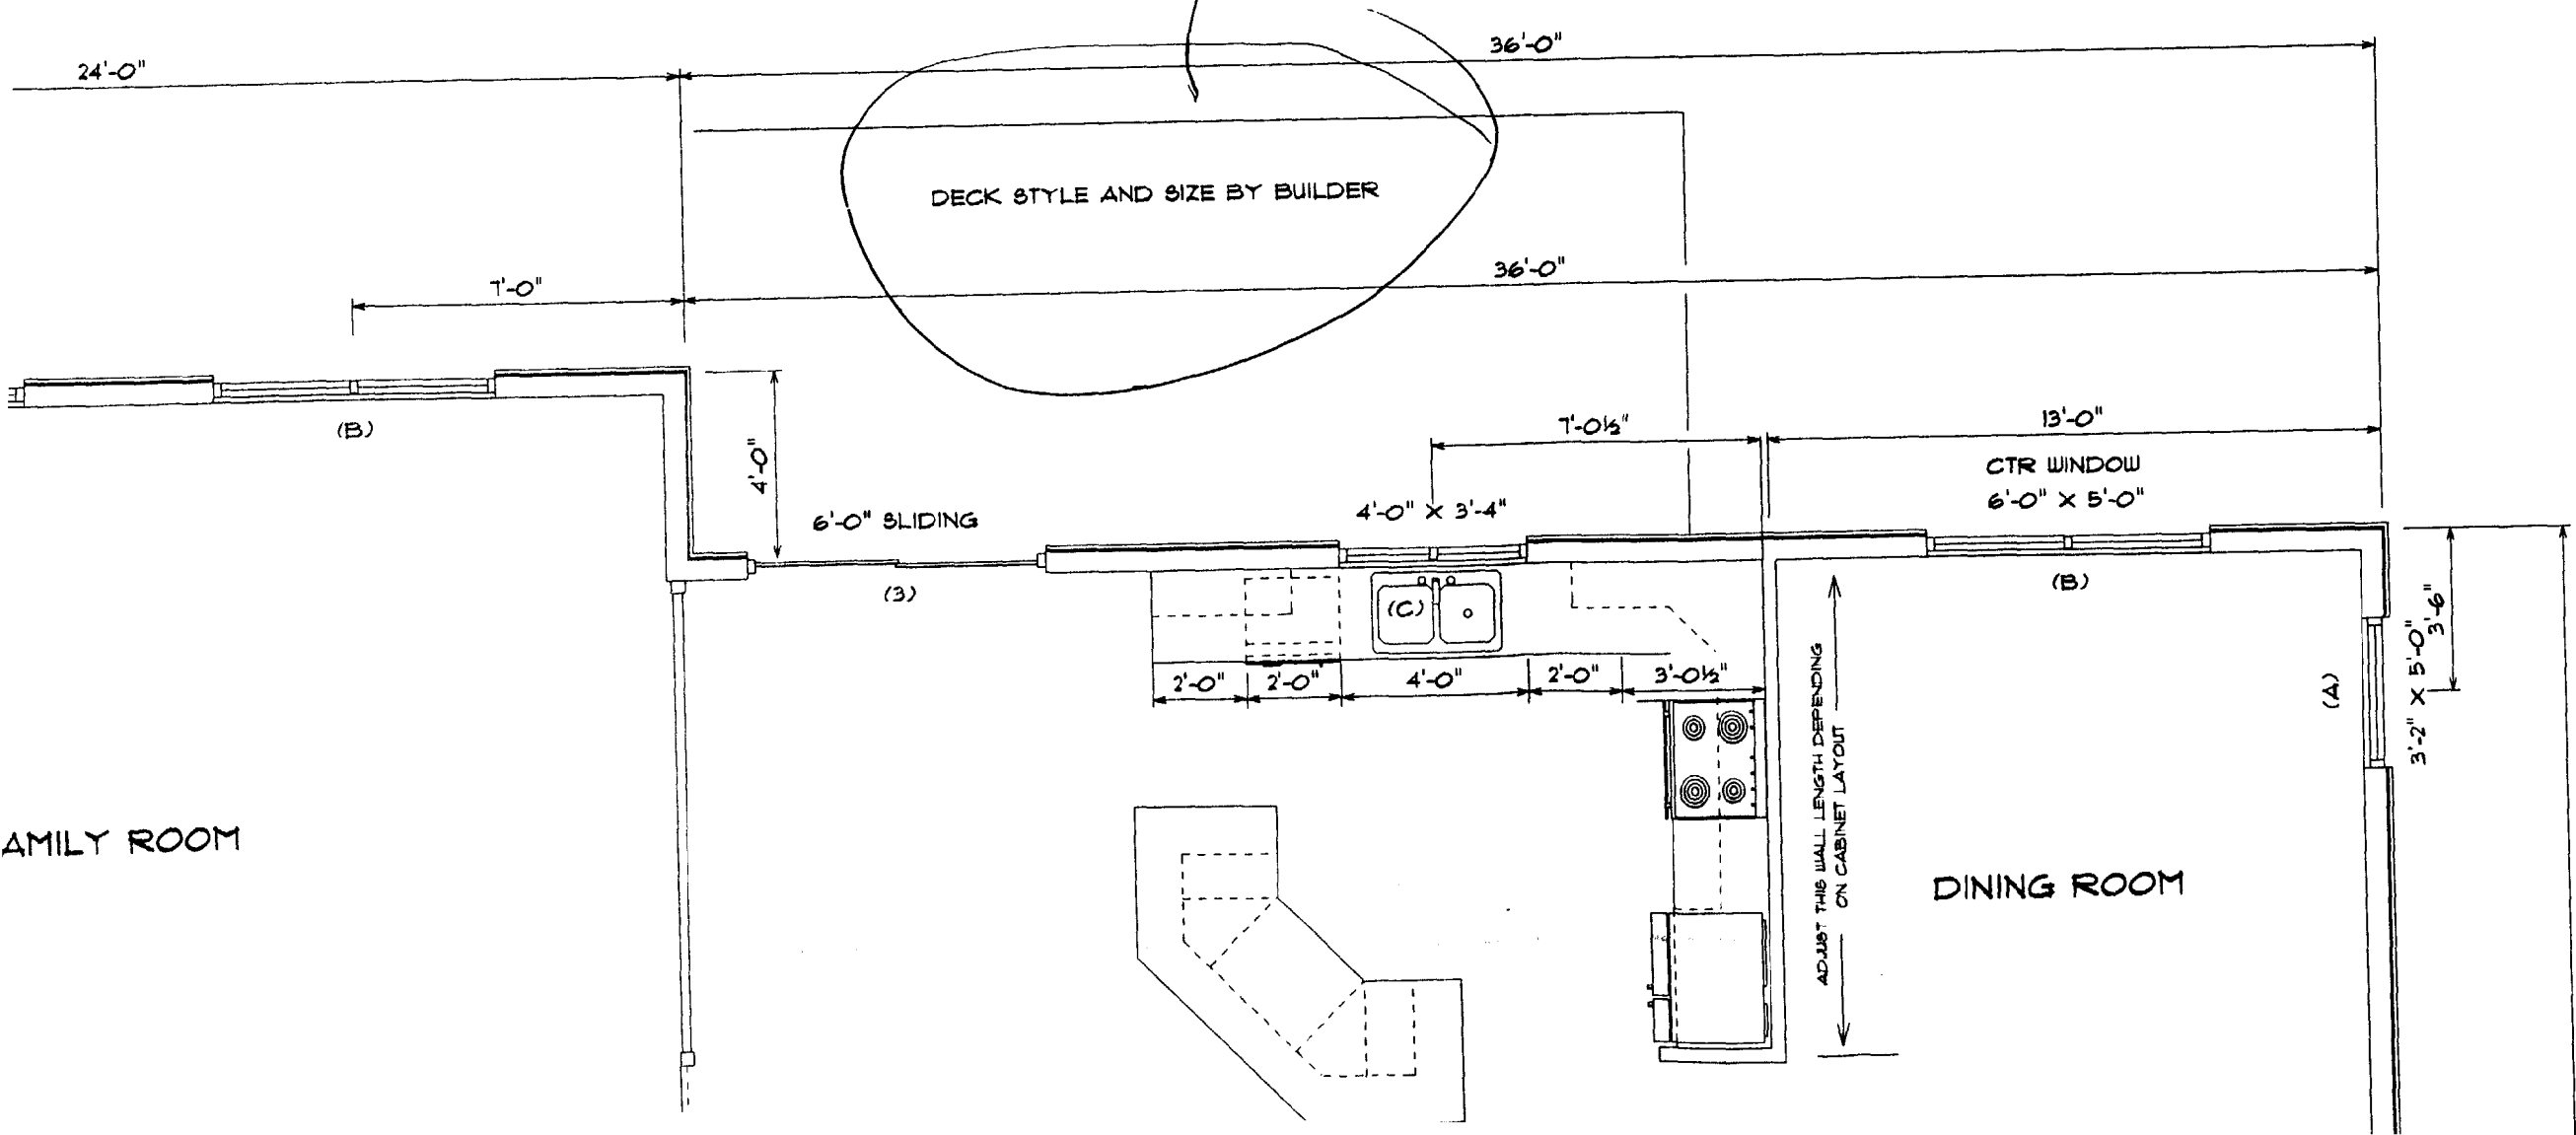 24'-0"
36'-0"
DECK STYLE AND SIZE BY BUILDER
7'-0"
36'-0"
(B)
4'-0"
7'-0½"
13'-0"
CTR WINDOW
6'-0" X 5'-0"
6'-0" SLIDING
4'-0" X 3'-4"
(3)
(C)
(B)
3'-6"
3'-2" X 5'-0"
(A)
2'-0"
2'-0"
4'-0"
2'-0"
3'-0½"
ADJUST THIS WALL LENGTH DEPENDING
ON CABINET LAYOUT
AMILY ROOM
DINING ROOM